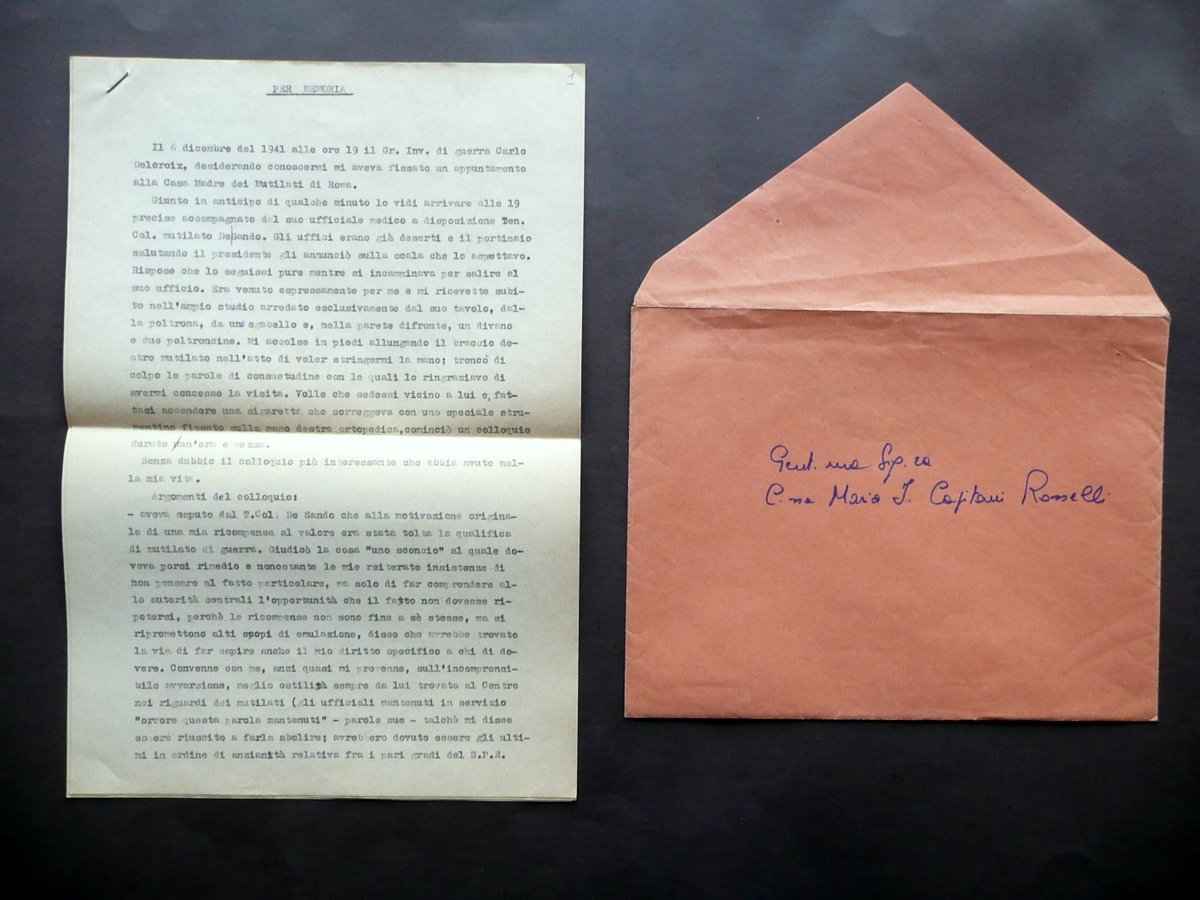 1
PER MEMORIA
Il 6 dicembre del 1941 alle ore 19 il Gr. Inv. di guerra Carlo
Delcroix, desiderando conoscermi mi aveva fissato un appuntamento
alla Casa Madre dei Mutilati di Roma.
Giunto in anticipo di qualche minuto lo vidi arrivare alle 19
precise accompagnato dal suo ufficiale medico a disposizione Ten.
Col. mutilato De Sando. Gli uffici erano già deserti e il portinaio
salutando il presidente gli annunciò sulla scala che lo aspettavo.
Rispose che lo seguissi pure mentre si incamminava per salire al
suo ufficio. Era venuto espressamente per me e mi ricevette subi-
to nell'ampio studio arredato esclusivamente dal suo tavolo, dal-
la poltrona, da uno sgabello e, nella parete difronte, un divano
e due poltroncine. Mi accolse in piedi allungando il braccio de-
stro mutilato nell'atto di voler stringermi la mano; troncò di
colpo le parole di consuetudine con le quali lo ringraziavo di
avermi concesso la visita. Volle che sedessi vicino a lui e, fat-
tasi accendere una sigaretta che sorreggeva con uno speciale stru-
mentino fissato sulla mano destra ortopedica, cominciò un colloquio
durato un'ora e mezza.
Senza dubbio il colloquio più interessante che abbia avuto nel-
la mia vita.
Argomenti del colloquio:
- aveva saputo dal T.Col. De Sando che alla motivazione origina-
le di una mia ricompensa al valore era stata tolta la qualifica
di mutilato di guerra. Giudicò la cosa "uno sconcio" al quale do-
veva porsi rimedio e nonostante le mie reiterate insistenze di
non pensare al fatto particolare, ma solo di far comprendere al-
le autorità centrali l'opportunità che il fatto non dovesse ri-
petersi, perchè le ricompense non sono fine a sè stesse, ma si
ripromettono alti scopi di emulazione, disse che avrebbe trovato
la via di far capire anche il mio diritto specifico a chi di do-
vere. Convenne con me, anzi quasi mi prevenne, sull'incomprensi-
bile avversione, meglio ostilità sempre da lui trovata al Centro
nei riguardi dei mutilati (gli ufficiali mantenuti in servizio
"orrore questa parola mantenuti" - parole sue - talchè mi disse
essere riuscito a farla abolire; avrebbero dovuto essere gli ulti-
mi in ordine di anzianità relativa fra i pari gradi del S.P.E.
Gent.ma Sig.ra
C.ssa Maria I. Capitani Rosselli